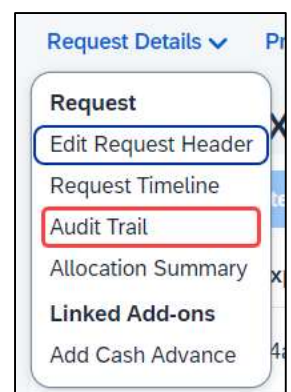 Request Details
Request
Edit Request Header
Request Timeline
Audit Trail
Allocation Summary
Linked Add-ons
Add Cash Advance